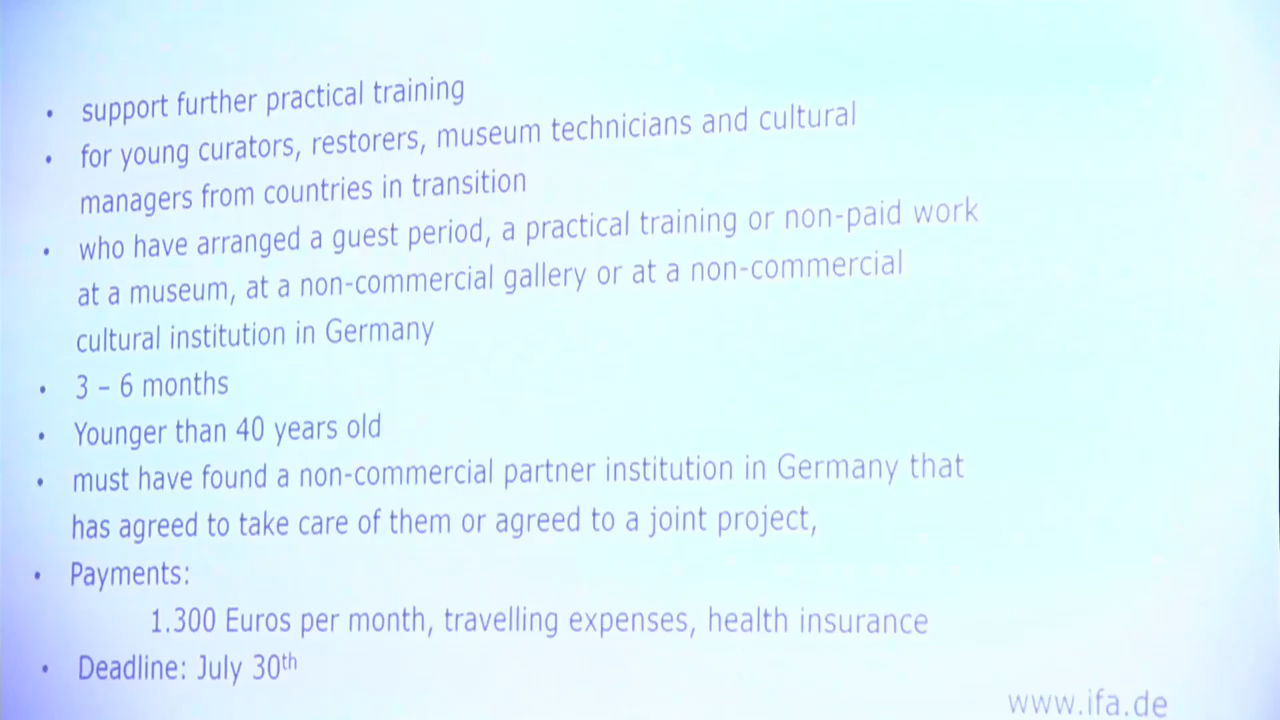 • support further practical training
• for young curators, restorers, museum technicians and cultural
managers from countries in transition
• who have arranged a guest period, a practical training or non-paid work
at a museum, at a non-commercial gallery or at a non-commercial
cultural institution in Germany
• 3 – 6 months
• Younger than 40 years old
• must have found a non-commercial partner institution in Germany that
has agreed to take care of them or agreed to a joint project,
• Payments:
1.300 Euros per month, travelling expenses, health insurance
• Deadline: July 30th
www.ifa.de